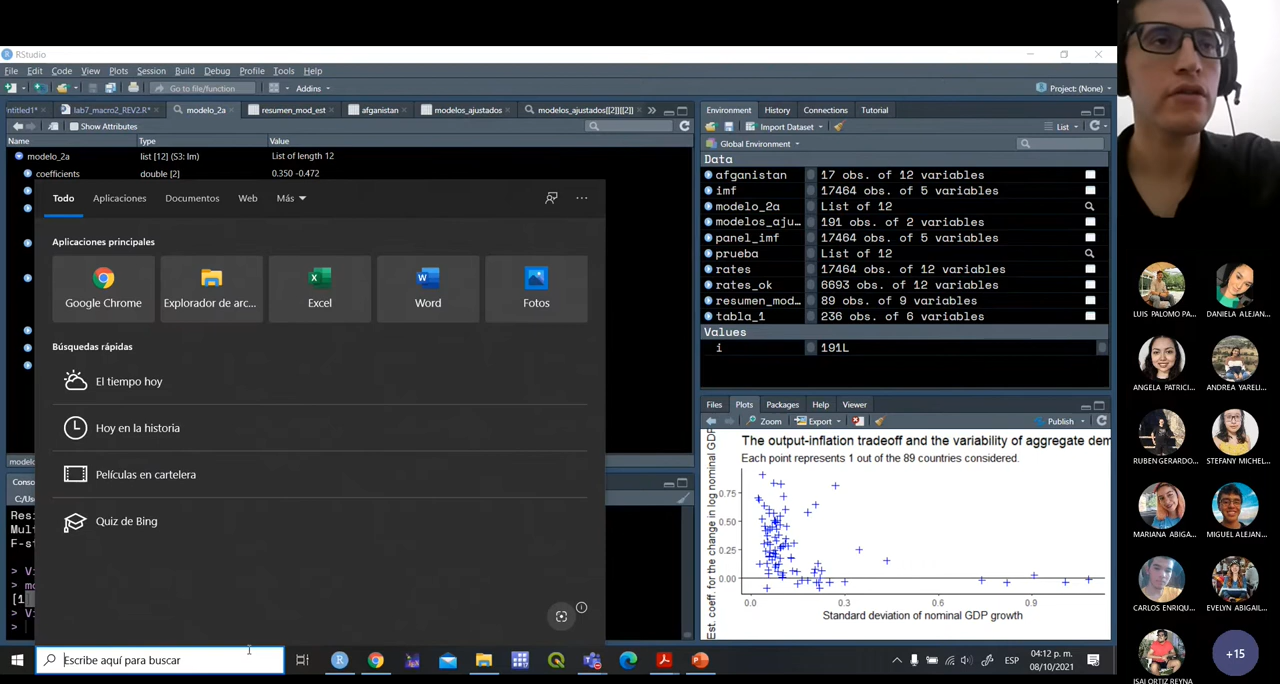 RStudio
File Edit Code View Plots Session Build Debug Profile Tools Help
Go to file/function Addins
Project: (None)
ntitled1* lab7_macro2_REV2.R* modelo_2a resumen_mod_est afganistan modelos_ajustados modelos_ajustados[[2]][[2]]
Show Attributes
Name Type Value
modelo_2a list [12] (S3: lm) List of length 12
coefficients double [2] 0.350 -0.472
Todo Aplicaciones Documentos Web Más
Aplicaciones principales
Google Chrome
Explorador de arc...
Excel
Word
Fotos
Búsquedas rápidas
El tiempo hoy
Hoy en la historia
Películas en cartelera
Quiz de Bing
model
Cons
C:/Us
Res
Mul
F-st
> Vi
> mo
[1]
> Vi
>
Environment History Connections Tutorial
Import Dataset List
Global Environment
Data
afganistan 17 obs. of 12 variables
imf 17464 obs. of 5 variables
modelo_2a List of 12
modelos_aju… 191 obs. of 2 variables
panel_imf 17464 obs. of 5 variables
prueba List of 12
rates 17464 obs. of 12 variables
rates_ok 6693 obs. of 12 variables
resumen_mod… 89 obs. of 9 variables
tabla_1 236 obs. of 6 variables
Values
i 191L
Files Plots Packages Help Viewer
Zoom Export Publish
The output-inflation tradeoff and the variability of aggregate dem
Each point represents 1 out of the 89 countries considered.
Est. coeff. for the change in log nominal GDP
0.75
0.50
0.25
0.00
0.0 0.3 0.6 0.9
Standard deviation of nominal GDP growth
LUIS PALOMO PA...
DANIELA ALEJAN...
ANGELA PATRICI...
ANDREA YARELI...
RUBEN GERARDO...
STEFANY MICHEL...
MARIANA ABIGA...
MIGUEL ALEJAN...
CARLOS ENRIQU...
EVELYN ABIGAIL...
ISAI ORTIZ REYNA
+15
Escribe aquí para buscar
ESP
04:12 p. m.
08/10/2021